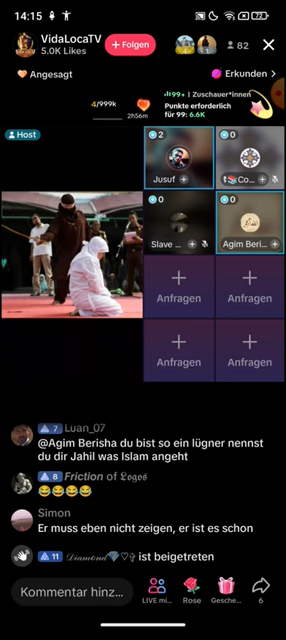 14:15
72
VidaLocaTV
5.0K Likes
+ Folgen
82
Angesagt
Erkunden >
4/999k
2h56m
99+ | Zuschauer*innen
Punkte erforderlich
für 99: 6.6K
Host
2
Jusuf
0
Co...
0
Slave ...
0
Agim Beri...
Anfragen
Anfragen
Anfragen
Anfragen
7 Luan_07
@Agim Berisha du bist so ein lügner nennst
du dir Jahil was Islam angeht
8 Friction of Logos
😂😂😂😂
Simon
Er muss eben nicht zeigen, er ist es schon
11 Diamond💎♡✞ ist beigetreten
Kommentar hinz...
LIVE mi...
Rose
Gesche...
6